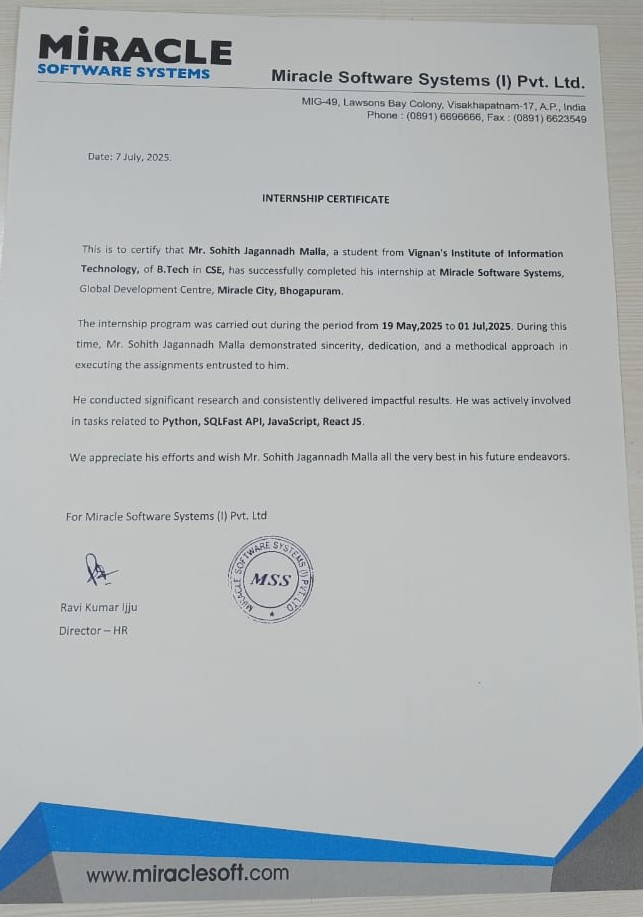 MiRACLE
SOFTWARE SYSTEMS
Miracle Software Systems (I) Pvt. Ltd.
MIG-49, Lawsons Bay Colony, Visakhapatnam-17, A.P., India
Phone : (0891) 6696666, Fax : (0891) 6623549
Date: 7 July, 2025.
INTERNSHIP CERTIFICATE
This is to certify that Mr. Sohith Jagannadh Malla, a student from Vignan's Institute of Information
Technology, of B.Tech in CSE, has successfully completed his internship at Miracle Software Systems,
Global Development Centre, Miracle City, Bhogapuram.
The internship program was carried out during the period from 19 May,2025 to 01 Jul,2025. During this
time, Mr. Sohith Jagannadh Malla demonstrated sincerity, dedication, and a methodical approach in
executing the assignments entrusted to him.
He conducted significant research and consistently delivered impactful results. He was actively involved
in tasks related to Python, SQLFast API, JavaScript, React JS.
We appreciate his efforts and wish Mr. Sohith Jagannadh Malla all the very best in his future endeavors.
For Miracle Software Systems (I) Pvt. Ltd
MIRACLE SOFTWARE SYSTEMS (I) PVT. LTD
MSS
Ravi Kumar Ijju
Director – HR
www.miraclesoft.com